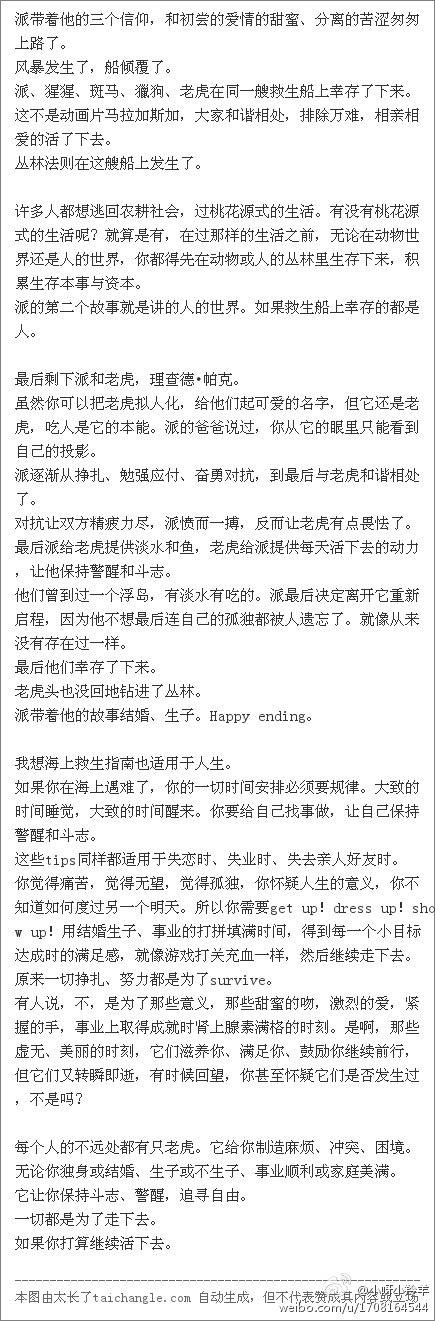 派带着他的三个信仰，和初尝的爱情的甜蜜、分离的苦涩匆匆
上路了。
风暴发生了，船倾覆了。
派、猩猩、斑马、鬣狗、老虎在同一艘救生船上幸存了下来。
这不是动画片马拉加斯加，大家和谐相处，排除万难，相亲相
爱的活了下去。
丛林法则在这艘船上发生了。
许多人都想逃回农耕社会，过桃花源式的生活。有没有桃花源
式的生活呢？就算是有，在过那样的生活之前，无论在动物世
界还是人的世界，你都得先在动物或人的丛林里生存下来，积
累生存本事与资本。
派的第二个故事就是讲的人的世界。如果救生船上幸存的都是
人。
最后剩下派和老虎，理查德•帕克。
虽然你可以把老虎拟人化，给他们起可爱的名字，但它还是老
虎，吃人是它的本能。派的爸爸说过，你从它的眼里只能看到
自己的投影。
派逐渐从挣扎、勉强应付、奋勇对抗，到最后与老虎和谐相处
了。
对抗让双方精疲力尽，派愤而一搏，反而让老虎有点畏怯了。
最后派给老虎提供淡水和鱼，老虎给派提供每天活下去的动力
，让他保持警醒和斗志。
他们曾到过一个浮岛，有淡水有吃的。派最后决定离开它重新
启程，因为他不想最后连自己的孤独都被人遗忘了。就像从来
没有存在过一样。
最后他们幸存了下来。
老虎头也没回地钻进了丛林。
派带着他的故事结婚、生子。Happy ending。
我想海上救生指南也适用于人生。
如果你在海上遇难了，你的一切时间安排必须要规律。大致的
时间睡觉，大致的时间醒来。你要给自己找事做，让自己保持
警醒和斗志。
这些tips同样都适用于失恋时、失业时、失去亲人好友时。
你觉得痛苦，觉得无望，觉得孤独，你怀疑人生的意义，你不
知道如何度过另一个明天。所以你需要get up！dress up！sho
w up！用结婚生子、事业的打拼填满时间，得到每一个小目标
达成时的满足感，就像游戏打关充血一样，然后继续走下去。
原来一切挣扎、努力都是为了survive。
有人说，不，是为了那些意义，那些甜蜜的吻，激烈的爱，紧
握的手，事业上取得成就时肾上腺素满格的时刻。是啊，那些
虚无、美丽的时刻，它们滋养你、满足你、鼓励你继续前行，
但它们又转瞬即逝，有时候回望，你甚至怀疑它们是否发生过
，不是吗？
每个人的不远处都有只老虎。它给你制造麻烦、冲突、困境。
无论你独身或结婚、生子或不生子、事业顺利或家庭美满。
它让你保持斗志、警醒，追寻自由。
一切都是为了走下去。
如果你打算继续活下去。
本图由太长了taichangle.com 自动生成，但不代表赞成其内容或立场
weibo.com/u/1708164544